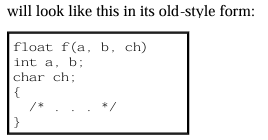 will look like this in its old-style form:
float f(a, b, ch)
int a, b;
char ch;
{
  /* . . . */
}